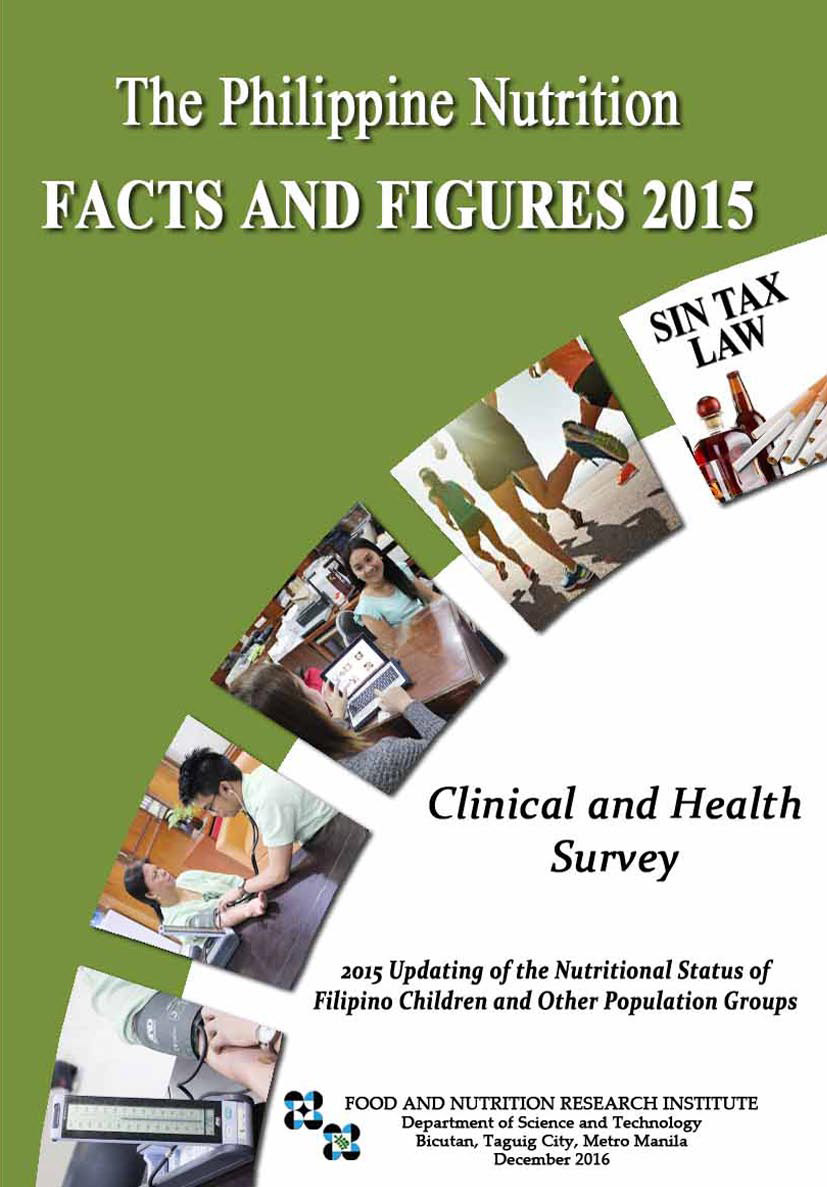 The Philippine Nutrition
FACTS AND FIGURES 2015
SIN TAX
LAW
Clinical and Health
Survey
2015 Updating of the Nutritional Status of
Filipino Children and Other Population Groups
FOOD AND NUTRITION RESEARCH INSTITUTE
Department of Science and Technology
Bicutan, Taguig City, Metro Manila
December 2016